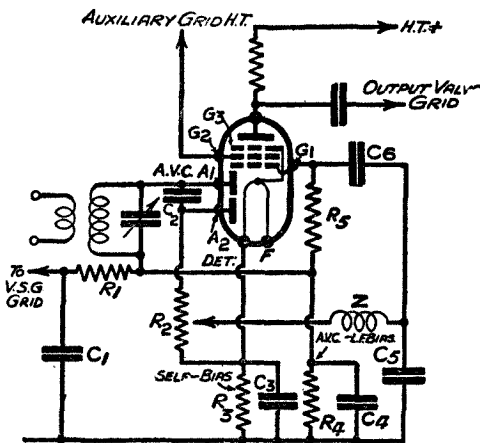 AUXILIARY GRID H.T.
H.T.+
OUTPUT VALVE
GRID
G3
G2
G1
A.V.C. A1
C2
C6
A2
DET:
F
R5
TO
V.S.G
GRID
R1
Z
R2
A.V.C.-L.F.BIAS.
C1
SELF-BIAS
C3
C5
R3
R4
C4